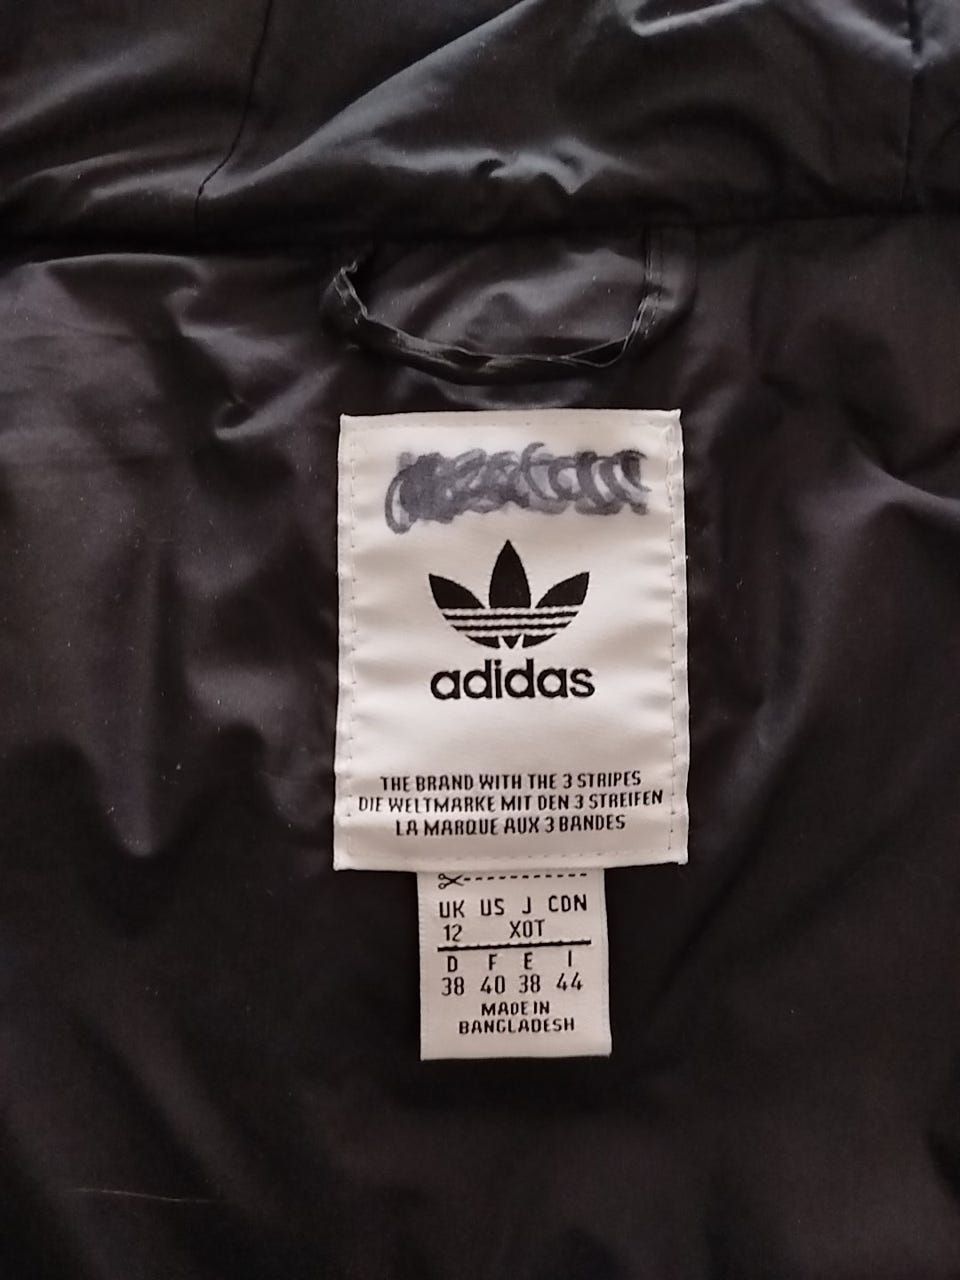 adidas
THE BRAND WITH THE 3 STRIPES
DIE WELTMARKE MIT DEN 3 STREIFEN
LA MARQUE AUX 3 BANDES
UK US J CDN
12 XOT
D F E I
38 40 38 44
MADE IN
BANGLADESH